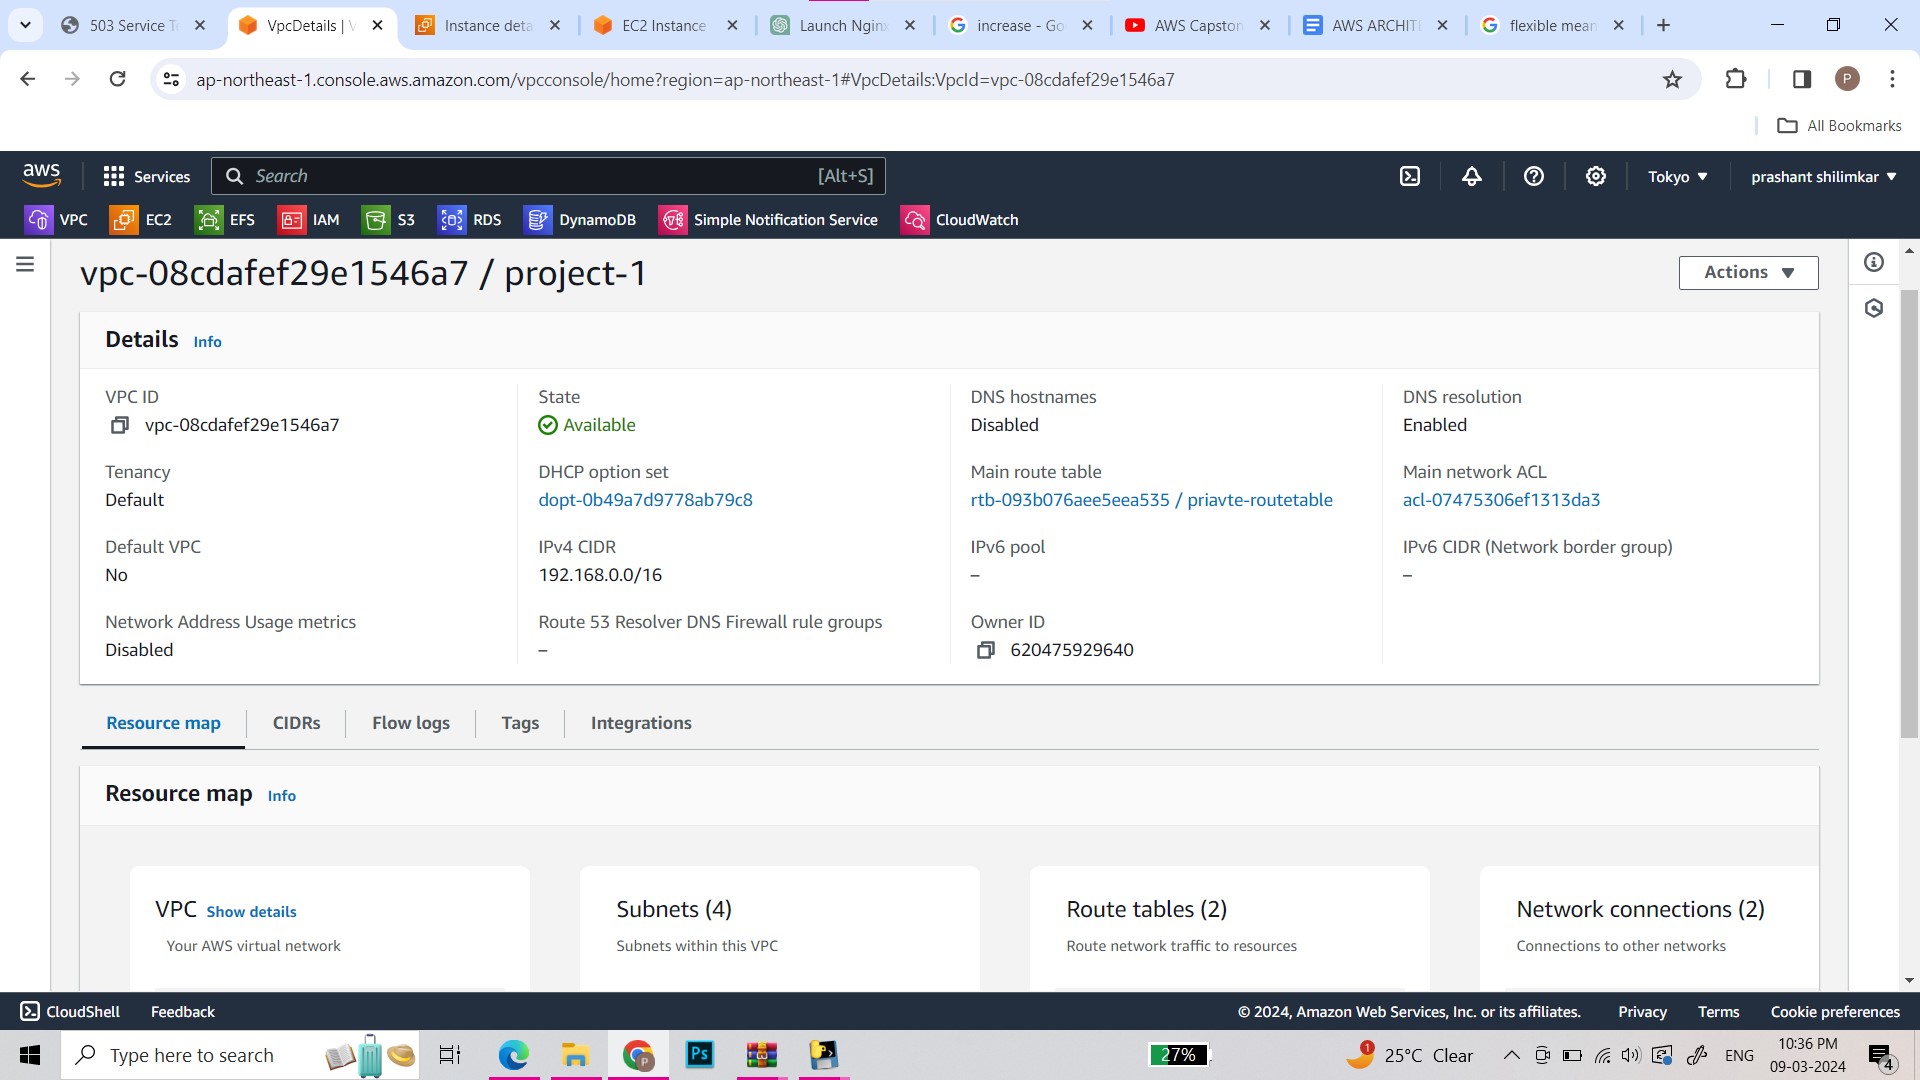 503 Service T
VpcDetails | V
Instance deta
EC2 Instance
Launch Nginx
increase - Go
AWS Capston
AWS ARCHIT
flexible mean
ap-northeast-1.console.aws.amazon.com/vpcconsole/home?region=ap-northeast-1#VpcDetails:VpcId=vpc-08cdafef29e1546a7
P
All Bookmarks
aws
Services
Search
[Alt+S]
Tokyo
prashant shilimkar
VPC
EC2
EFS
IAM
S3
RDS
DynamoDB
Simple Notification Service
CloudWatch
vpc-08cdafef29e1546a7 / project-1
Actions
Details Info
VPC ID
vpc-08cdafef29e1546a7
State
Available
DNS hostnames
Disabled
DNS resolution
Enabled
Tenancy
Default
DHCP option set
dopt-0b49a7d9778ab79c8
Main route table
rtb-093b076aee5eea535 / priavte-routetable
Main network ACL
acl-07475306ef1313da3
Default VPC
No
IPv4 CIDR
192.168.0.0/16
IPv6 pool
–
IPv6 CIDR (Network border group)
–
Network Address Usage metrics
Disabled
Route 53 Resolver DNS Firewall rule groups
–
Owner ID
620475929640
Resource map
CIDRs
Flow logs
Tags
Integrations
Resource map Info
VPC Show details
Your AWS virtual network
Subnets (4)
Subnets within this VPC
Route tables (2)
Route network traffic to resources
Network connections (2)
Connections to other networks
CloudShell
Feedback
© 2024, Amazon Web Services, Inc. or its affiliates.
Privacy
Terms
Cookie preferences
Type here to search
P
Ps
27%
1
25°C Clear
ENG
10:36 PM
09-03-2024
4